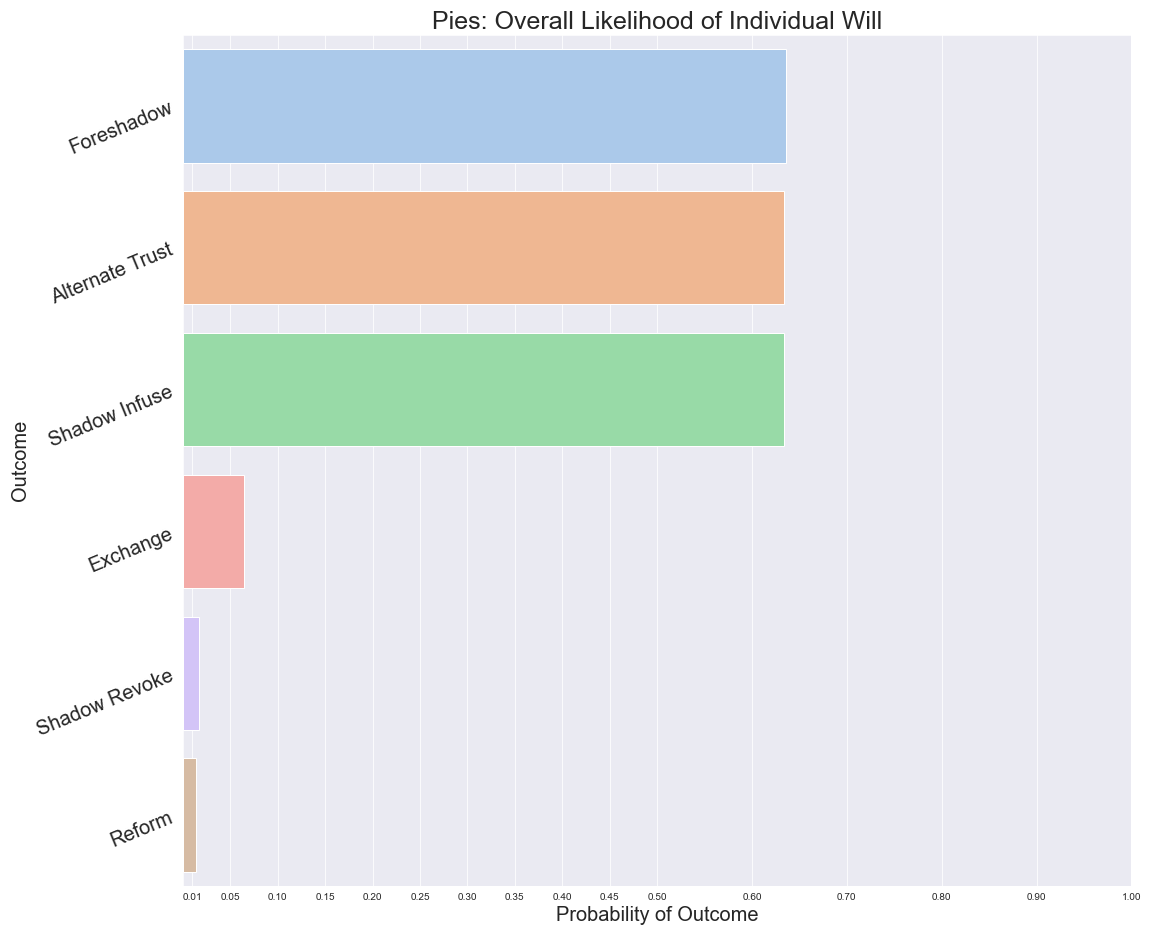 Pies: Overall Likelihood of Individual Will
Foreshadow
Alternate Trust
Shadow Infuse
Exchange
Shadow Revoke
Reform
Outcome
0.01 0.05 0.10 0.15 0.20 0.25 0.30 0.35 0.40 0.45 0.50 0.60 0.70 0.80 0.90 1.00
Probability of Outcome